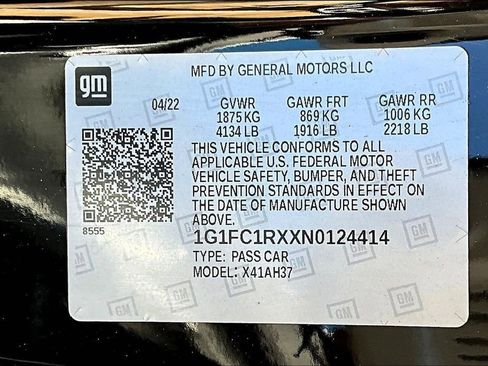 gm
MFD BY GENERAL MOTORS LLC
04/22 GVWR GAWR FRT GAWR RR
1875 KG 869 KG 1006 KG
4134 LB 1916 LB 2218 LB
THIS VEHICLE CONFORMS TO ALL
APPLICABLE U.S. FEDERAL MOTOR
VEHICLE SAFETY, BUMPER, AND THEFT
PREVENTION STANDARDS IN EFFECT ON
THE DATE OF MANUFACTURE SHOWN
ABOVE.
8555
1G1FC1RXXN0124414
TYPE: PASS CAR
MODEL: X41AH37